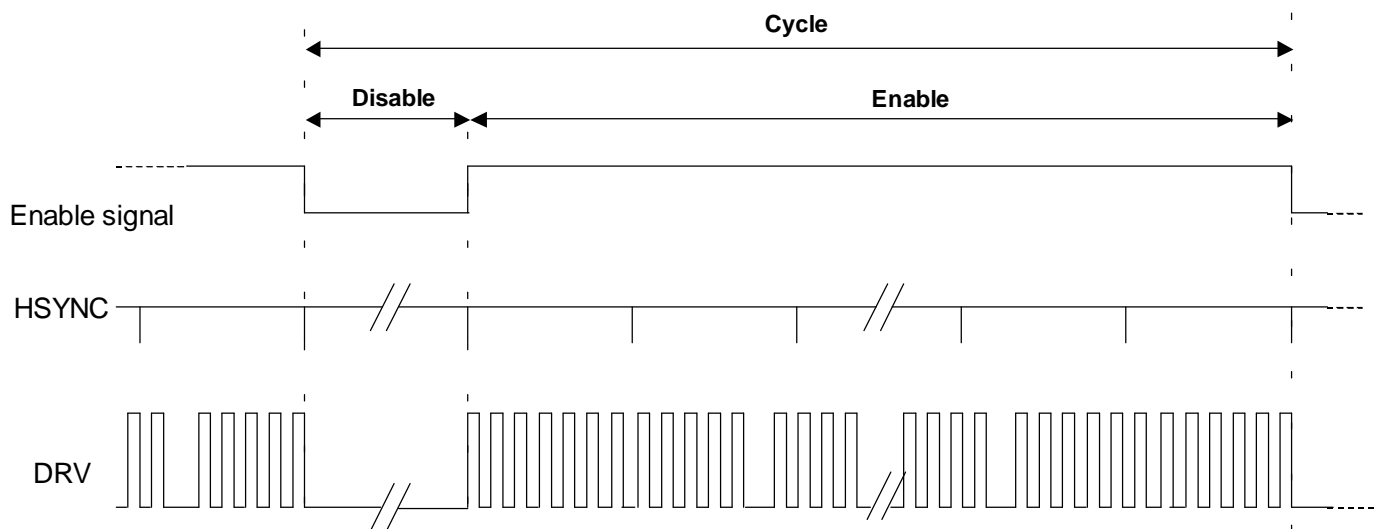 Cycle
Disable
Enable
Enable signal
HSYNC
DRV